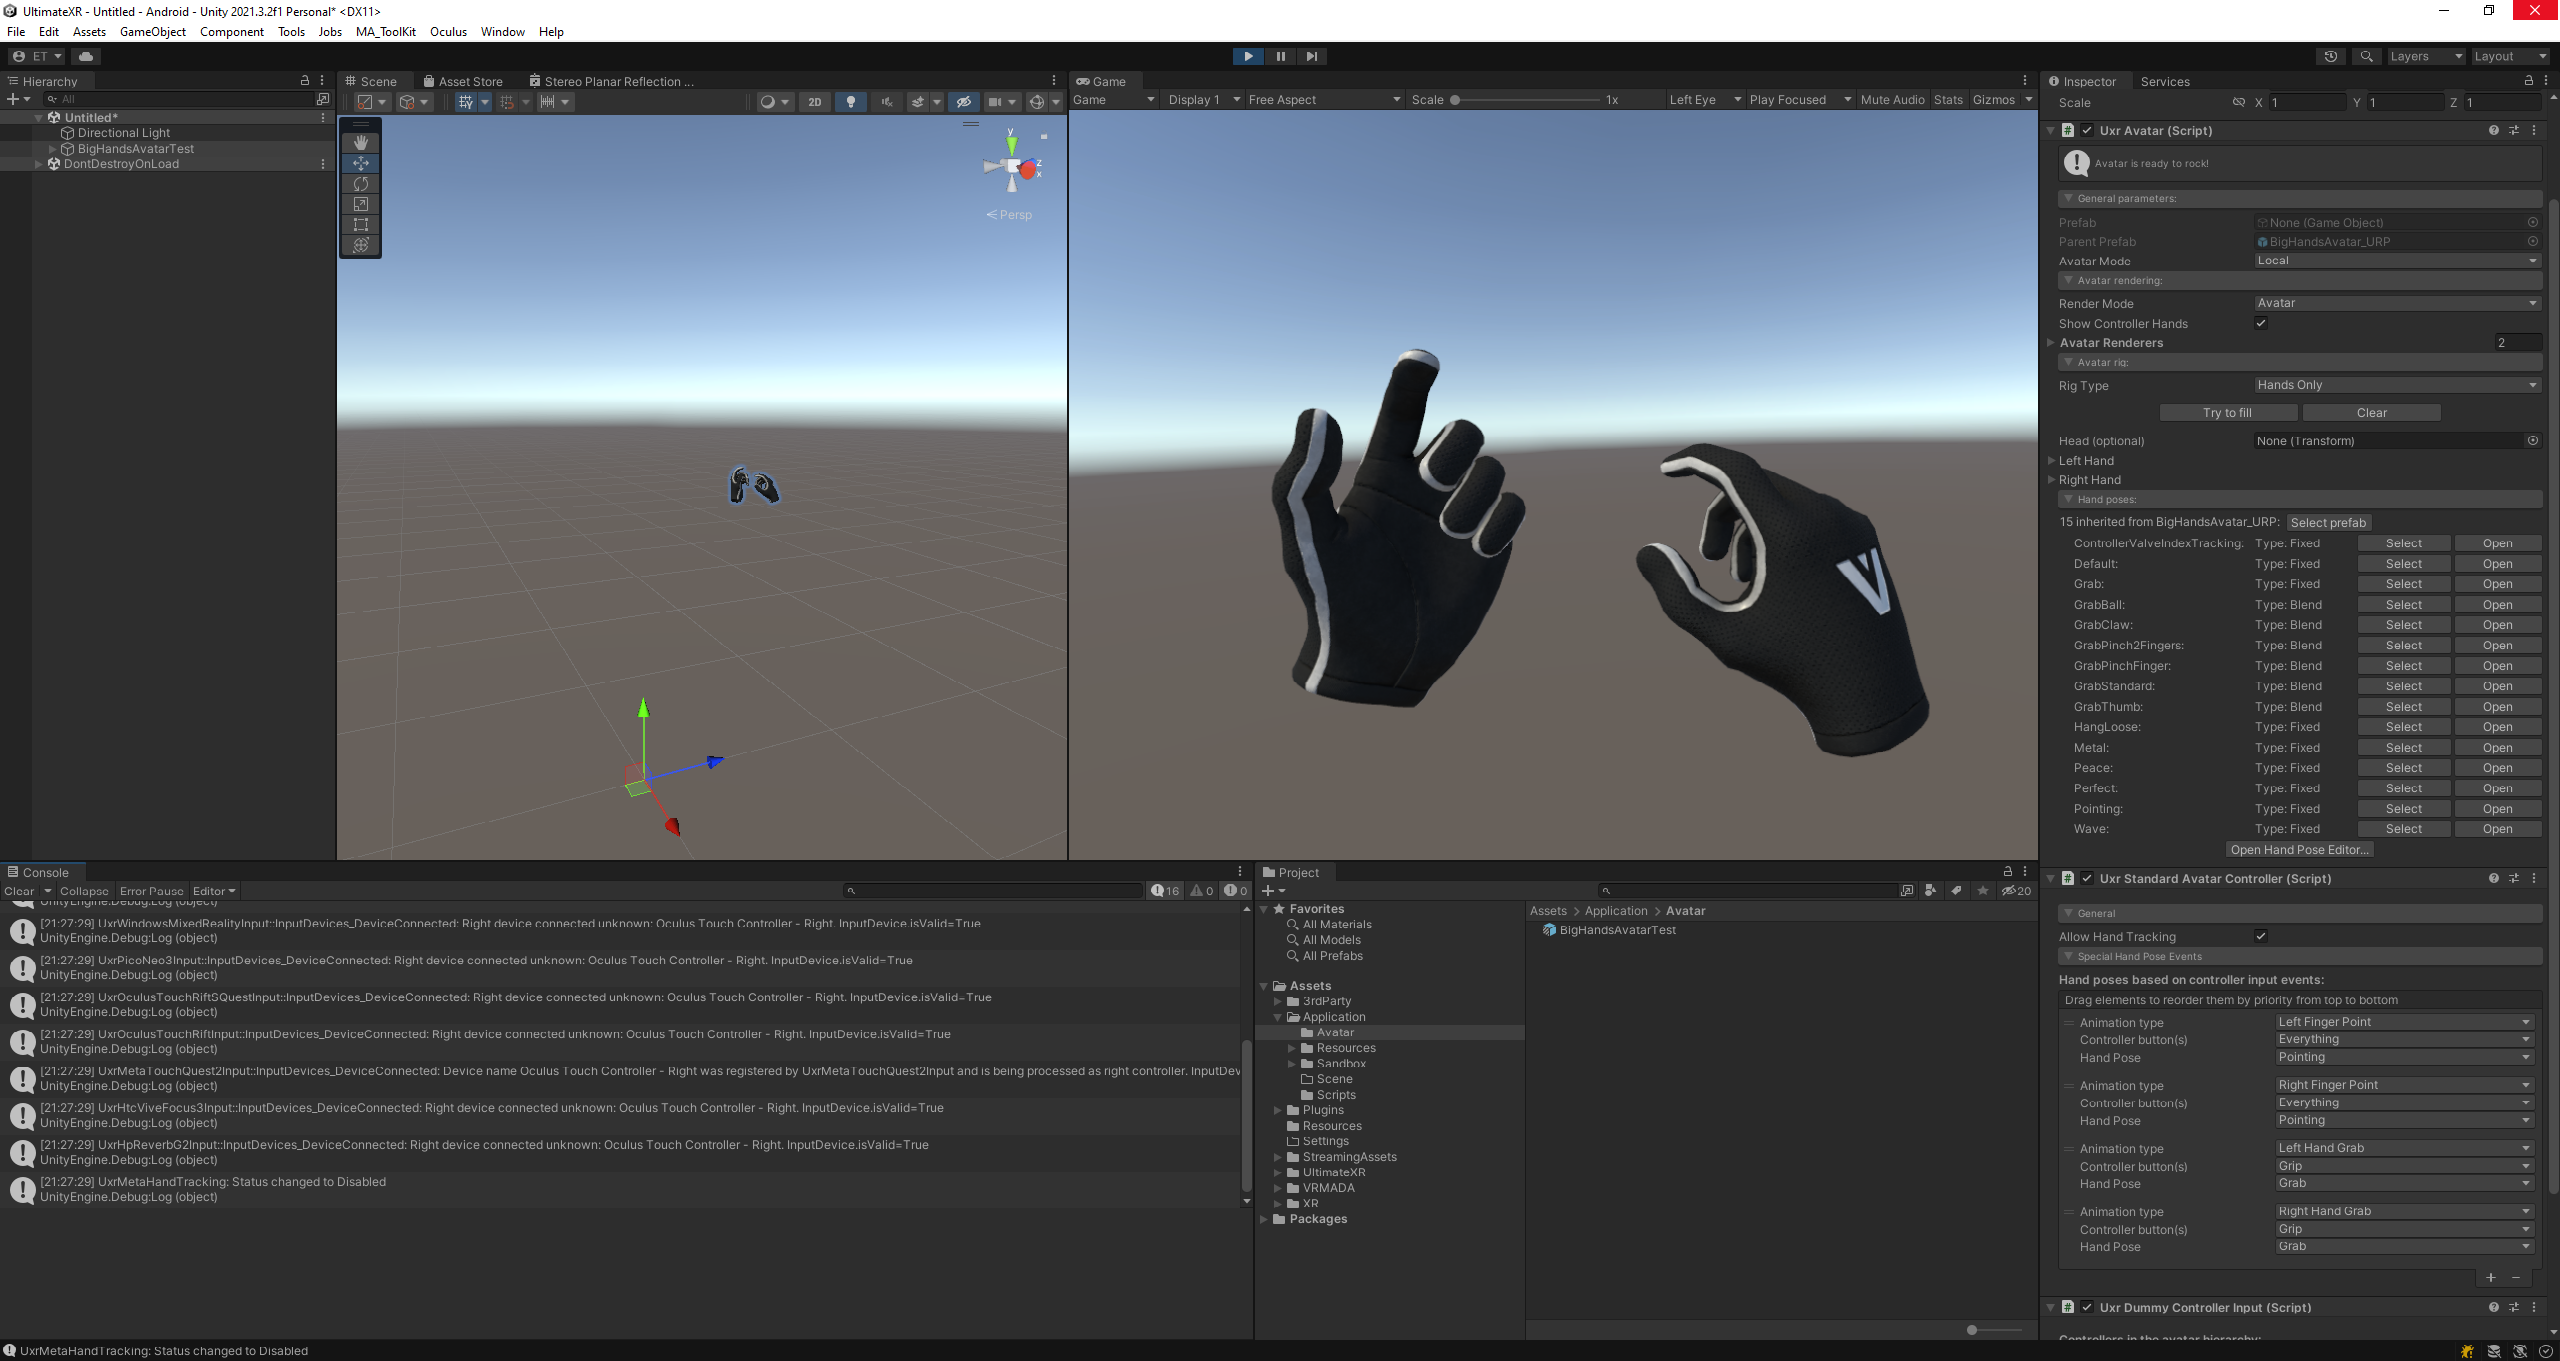 UltimateXR - Untitled - Android - Unity 2021.3.2f1 Personal* <DX11>
File Edit Assets GameObject Component Tools Jobs MA_ToolKit Oculus Window Help
ET
Layers Layout
Hierarchy
All
Untitled*
Directional Light
BigHandsAvatarTest
DontDestroyOnLoad
Scene Asset Store Stereo Planar Reflection ...
2D
y
z
x
Persp
Game
Game Display 1 Free Aspect Scale 1x Left Eye Play Focused Mute Audio Stats Gizmos
V
Inspector Services
Scale X 1 Y 1 Z 1
# Uxr Avatar (Script)
Avatar is ready to rock!
General parameters:
Prefab None (Game Object)
Parent Prefab BigHandsAvatar_URP
Avatar Mode Local
Avatar rendering:
Render Mode Avatar
Show Controller Hands
Avatar Renderers 2
Avatar rig:
Rig Type Hands Only
Try to fill Clear
Head (optional) None (Transform)
Left Hand
Right Hand
Hand poses:
15 inherited from BigHandsAvatar_URP: Select prefab
ControllerValveIndexTracking: Type: Fixed Select Open
Default: Type: Fixed Select Open
Grab: Type: Fixed Select Open
GrabBall: Type: Blend Select Open
GrabClaw: Type: Blend Select Open
GrabPinch2Fingers: Type: Blend Select Open
GrabPinchFinger: Type: Blend Select Open
GrabStandard: Type: Blend Select Open
GrabThumb: Type: Blend Select Open
HangLoose: Type: Fixed Select Open
Metal: Type: Fixed Select Open
Peace: Type: Fixed Select Open
Perfect: Type: Fixed Select Open
Pointing: Type: Fixed Select Open
Wave: Type: Fixed Select Open
Open Hand Pose Editor...
# Uxr Standard Avatar Controller (Script)
General
Allow Hand Tracking
Special Hand Pose Events
Hand poses based on controller input events:
Drag elements to reorder them by priority from top to bottom
Animation type Left Finger Point
Controller button(s) Everything
Hand Pose Pointing
Animation type Right Finger Point
Controller button(s) Everything
Hand Pose Pointing
Animation type Left Hand Grab
Controller button(s) Grip
Hand Pose Grab
Animation type Right Hand Grab
Controller button(s) Grip
Hand Pose Grab
+ −
# Uxr Dummy Controller Input (Script)
Controllers in the avatar hierarchy:
Console
Clear Collapse Error Pause Editor 16 0 0
UnityEngine.Debug:Log (object)
[21:27:29] UxrWindowsMixedRealityInput::InputDevices_DeviceConnected: Right device connected unknown: Oculus Touch Controller - Right. InputDevice.isValid=True
UnityEngine.Debug:Log (object)
[21:27:29] UxrPicoNeo3Input::InputDevices_DeviceConnected: Right device connected unknown: Oculus Touch Controller - Right. InputDevice.isValid=True
UnityEngine.Debug:Log (object)
[21:27:29] UxrOculusTouchRiftSQuestInput::InputDevices_DeviceConnected: Right device connected unknown: Oculus Touch Controller - Right. InputDevice.isValid=True
UnityEngine.Debug:Log (object)
[21:27:29] UxrOculusTouchRiftInput::InputDevices_DeviceConnected: Right device connected unknown: Oculus Touch Controller - Right. InputDevice.isValid=True
UnityEngine.Debug:Log (object)
[21:27:29] UxrMetaTouchQuest2Input::InputDevices_DeviceConnected: Device name Oculus Touch Controller - Right was registered by UxrMetaTouchQuest2Input and is being processed as right controller. InputDev
UnityEngine.Debug:Log (object)
[21:27:29] UxrHtcViveFocus3Input::InputDevices_DeviceConnected: Right device connected unknown: Oculus Touch Controller - Right. InputDevice.isValid=True
UnityEngine.Debug:Log (object)
[21:27:29] UxrHpReverbG2Input::InputDevices_DeviceConnected: Right device connected unknown: Oculus Touch Controller - Right. InputDevice.isValid=True
UnityEngine.Debug:Log (object)
[21:27:29] UxrMetaHandTracking: Status changed to Disabled
UnityEngine.Debug:Log (object)
Project
20
Favorites
All Materials
All Models
All Prefabs
Assets
3rdParty
Application
Avatar
Resources
Sandbox
Scene
Scripts
Plugins
Resources
Settings
StreamingAssets
UltimateXR
VRMADA
XR
Packages
Assets > Application > Avatar
BigHandsAvatarTest
UxrMetaHandTracking: Status changed to Disabled